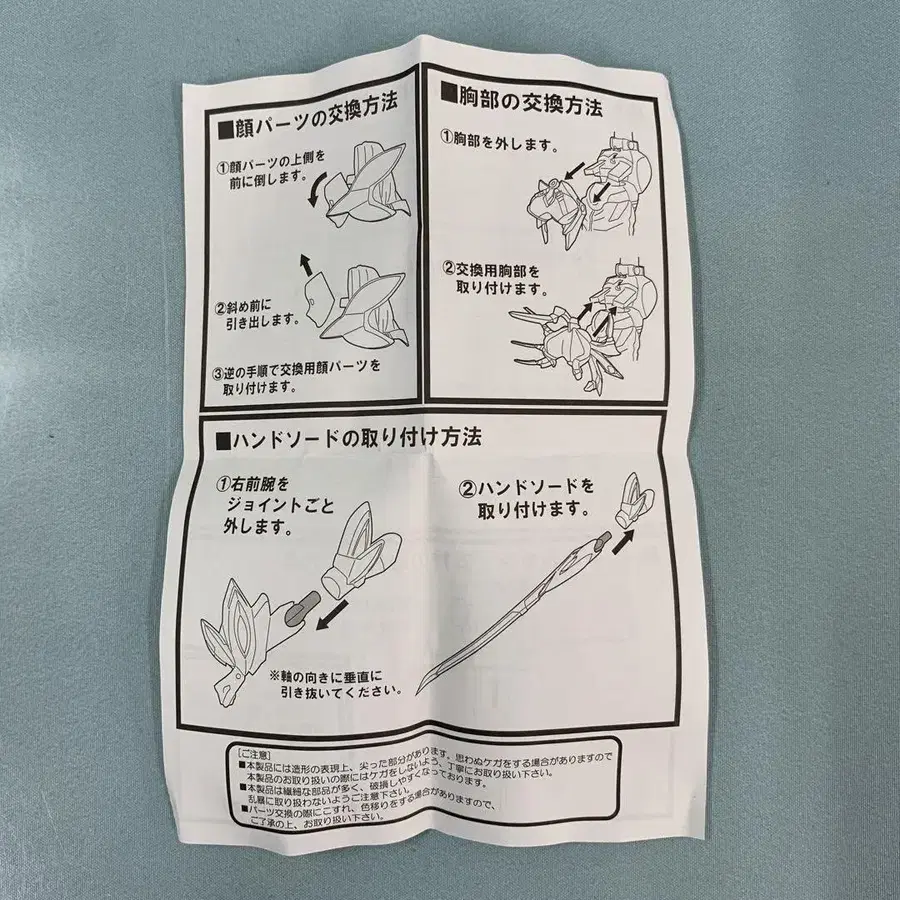 ■顔パーツの交換方法
①顔パーツの上側を
前に倒します。
②斜め前に
引き出します。
③逆の手順で交換用顔パーツを
取り付けます。
■胸部の交換方法
①胸部を外します。
②交換用胸部を
取り付けます。
■ハンドソードの取り付け方法
①右前腕を
ジョイントごと
外します。
※軸の向きに垂直に
引き抜いてください。
②ハンドソードを
取り付けます。
[ご注意]
■本製品には造形の表現上、尖った部分があります。思わぬケガをする場合がありますので
本製品のお取り扱いの際にはケガをしないよう、丁寧にお取り扱い下さい。
■本製品は繊細な部品が多く、破損しやすくなっております。
乱暴に取り扱わないようご注意下さい。
■パーツ交換の際にこすれ、色移りをする場合がありますので、
ご了承の上、お取り扱い下さい。